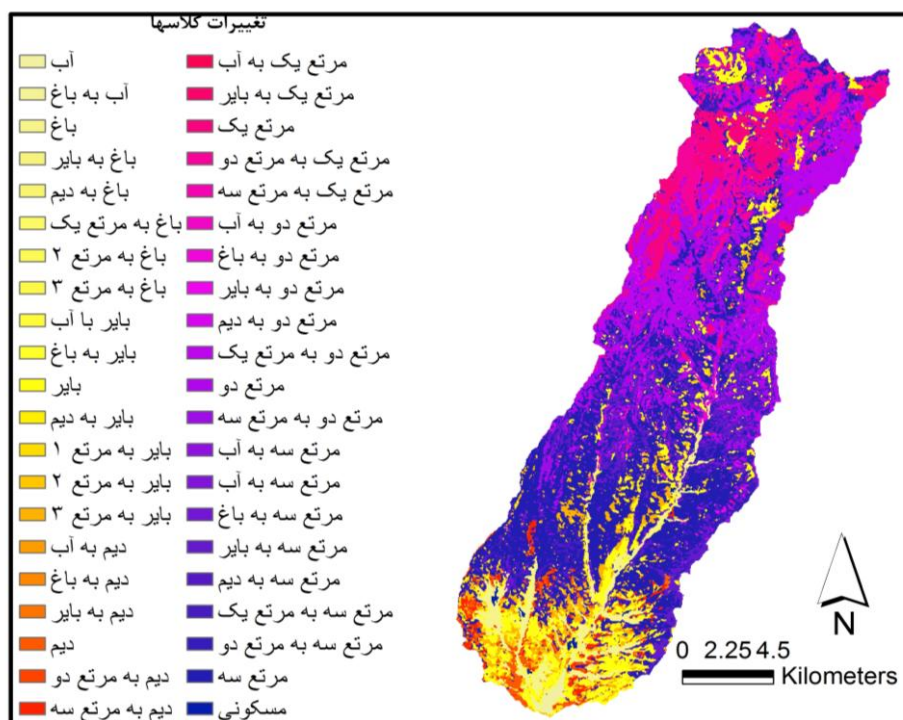 تغییرات کلاسها
آب
آب به باغ
باغ
باغ به بایر
باغ به دیم
باغ به مرتع یک
باغ به مرتع ۲
باغ به مرتع ۳
بایر با آب
بایر به باغ
بایر
بایر به دیم
بایر به مرتع ۱
بایر به مرتع ۲
بایر به مرتع ۳
دیم به آب
دیم به باغ
دیم به بایر
دیم
دیم به مرتع دو
دیم به مرتع سه
مرتع یک به آب
مرتع یک به بایر
مرتع یک
مرتع یک به مرتع دو
مرتع یک به مرتع سه
مرتع دو به آب
مرتع دو به باغ
مرتع دو به بایر
مرتع دو به دیم
مرتع دو به مرتع یک
مرتع دو
مرتع دو به مرتع سه
مرتع سه به آب
مرتع سه به آب
مرتع سه به باغ
مرتع سه به بایر
مرتع سه به دیم
مرتع سه به مرتع یک
مرتع سه به مرتع دو
مرتع سه
مسکونی
N
0 2.25 4.5
Kilometers